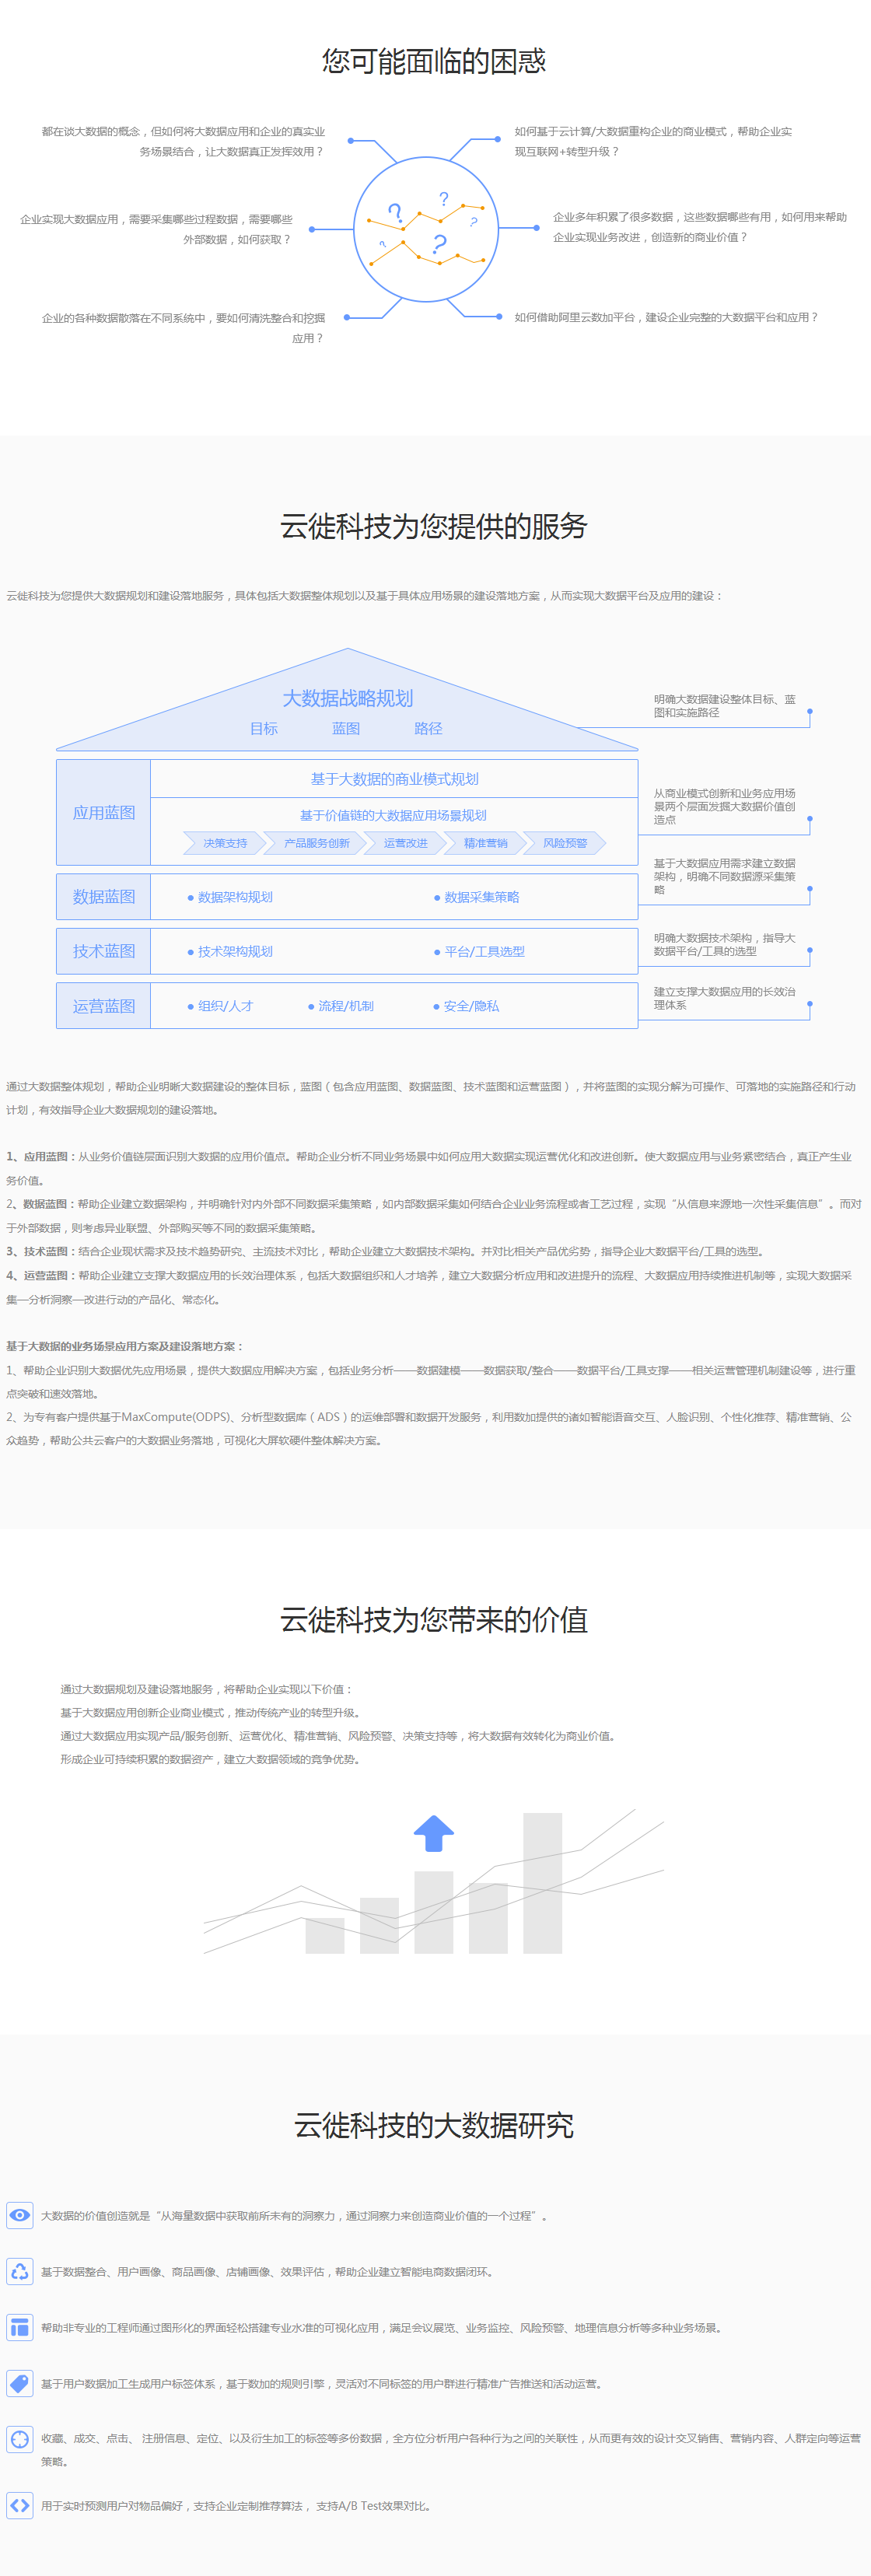 您可能面临的困惑
都在谈大数据的概念，但如何将大数据应用和企业的真实业
务场景结合，让大数据真正发挥效用？
如何基于云计算/大数据重构企业的商业模式，帮助企业实
现互联网+转型升级？
企业实现大数据应用，需要采集哪些过程数据，需要哪些
外部数据，如何获取？
企业多年积累了很多数据，这些数据哪些有用，如何用来帮助
企业实现业务改进，创造新的商业价值？
企业的各种数据散落在不同系统中，要如何清洗整合和挖掘
应用？
如何借助阿里云数加平台，建设企业完整的大数据平台和应用？
? ? ? ? ?
云徙科技为您提供的服务
云徙科技为您提供大数据规划和建设落地服务，具体包括大数据整体规划以及基于具体应用场景的建设落地方案，从而实现大数据平台及应用的建设：
大数据战略规划
目标 蓝图 路径
明确大数据建设整体目标、蓝
图和实施路径
应用蓝图
基于大数据的商业模式规划
基于价值链的大数据应用场景规划
决策支持 产品服务创新 运营改进 精准营销 风险预警
从商业模式创新和业务应用场
景两个层面发掘大数据价值创
造点
数据蓝图
● 数据架构规划 ● 数据采集策略
基于大数据应用需求建立数据
架构，明确不同数据源采集策
略
技术蓝图
● 技术架构规划 ● 平台/工具选型
明确大数据技术架构，指导大
数据平台/工具的选型
运营蓝图
● 组织/人才 ● 流程/机制 ● 安全/隐私
建立支撑大数据应用的长效治
理体系
通过大数据整体规划，帮助企业明晰大数据建设的整体目标，蓝图（包含应用蓝图、数据蓝图、技术蓝图和运营蓝图），并将蓝图的实现分解为可操作、可落地的实施路径和行动
计划，有效指导企业大数据规划的建设落地。
1、应用蓝图：从业务价值链层面识别大数据的应用价值点。帮助企业分析不同业务场景中如何应用大数据实现运营优化和改进创新。使大数据应用与业务紧密结合，真正产生业
务价值。
2、数据蓝图：帮助企业建立数据架构，并明确针对内外部不同数据采集策略，如内部数据采集如何结合企业业务流程或者工艺过程，实现“从信息来源地一次性采集信息”。而对
于外部数据，则考虑异业联盟、外部购买等不同的数据采集策略。
3、技术蓝图：结合企业现状需求及技术趋势研究、主流技术对比，帮助企业建立大数据技术架构。并对比相关产品优劣势，指导企业大数据平台/工具的选型。
4、运营蓝图：帮助企业建立支撑大数据应用的长效治理体系，包括大数据组织和人才培养，建立大数据分析应用和改进提升的流程、大数据应用持续推进机制等，实现大数据采
集—分析洞察—改进行动的产品化、常态化。
基于大数据的业务场景应用方案及建设落地方案：
1、帮助企业识别大数据优先应用场景，提供大数据应用解决方案，包括业务分析——数据建模——数据获取/整合——数据平台/工具支撑——相关运营管理机制建设等，进行重
点突破和速效落地。
2、为专有客户提供基于MaxCompute(ODPS)、分析型数据库（ADS）的运维部署和数据开发服务，利用数加提供的诸如智能语音交互、人脸识别、个性化推荐、精准营销、公
众趋势，帮助公共云客户的大数据业务落地，可视化大屏软硬件整体解决方案。
云徙科技为您带来的价值
通过大数据规划及建设落地服务，将帮助企业实现以下价值：
基于大数据应用创新企业商业模式，推动传统产业的转型升级。
通过大数据应用实现产品/服务创新、运营优化、精准营销、风险预警、决策支持等，将大数据有效转化为商业价值。
形成企业可持续积累的数据资产，建立大数据领域的竞争优势。
云徙科技的大数据研究
大数据的价值创造就是“从海量数据中获取前所未有的洞察力，通过洞察力来创造商业价值的一个过程”。
基于数据整合、用户画像、商品画像、店铺画像、效果评估，帮助企业建立智能电商数据闭环。
帮助非专业的工程师通过图形化的界面轻松搭建专业水准的可视化应用，满足会议展览、业务监控、风险预警、地理信息分析等多种业务场景。
基于用户数据加工生成用户标签体系，基于数加的规则引擎，灵活对不同标签的用户群进行精准广告推送和活动运营。
收藏、成交、点击、 注册信息、定位、以及衍生加工的标签等多份数据，全方位分析用户各种行为之间的关联性，从而更有效的设计交叉销售、营销内容、人群定向等运营
策略。
用于实时预测用户对物品偏好，支持企业定制推荐算法， 支持A/B Test效果对比。